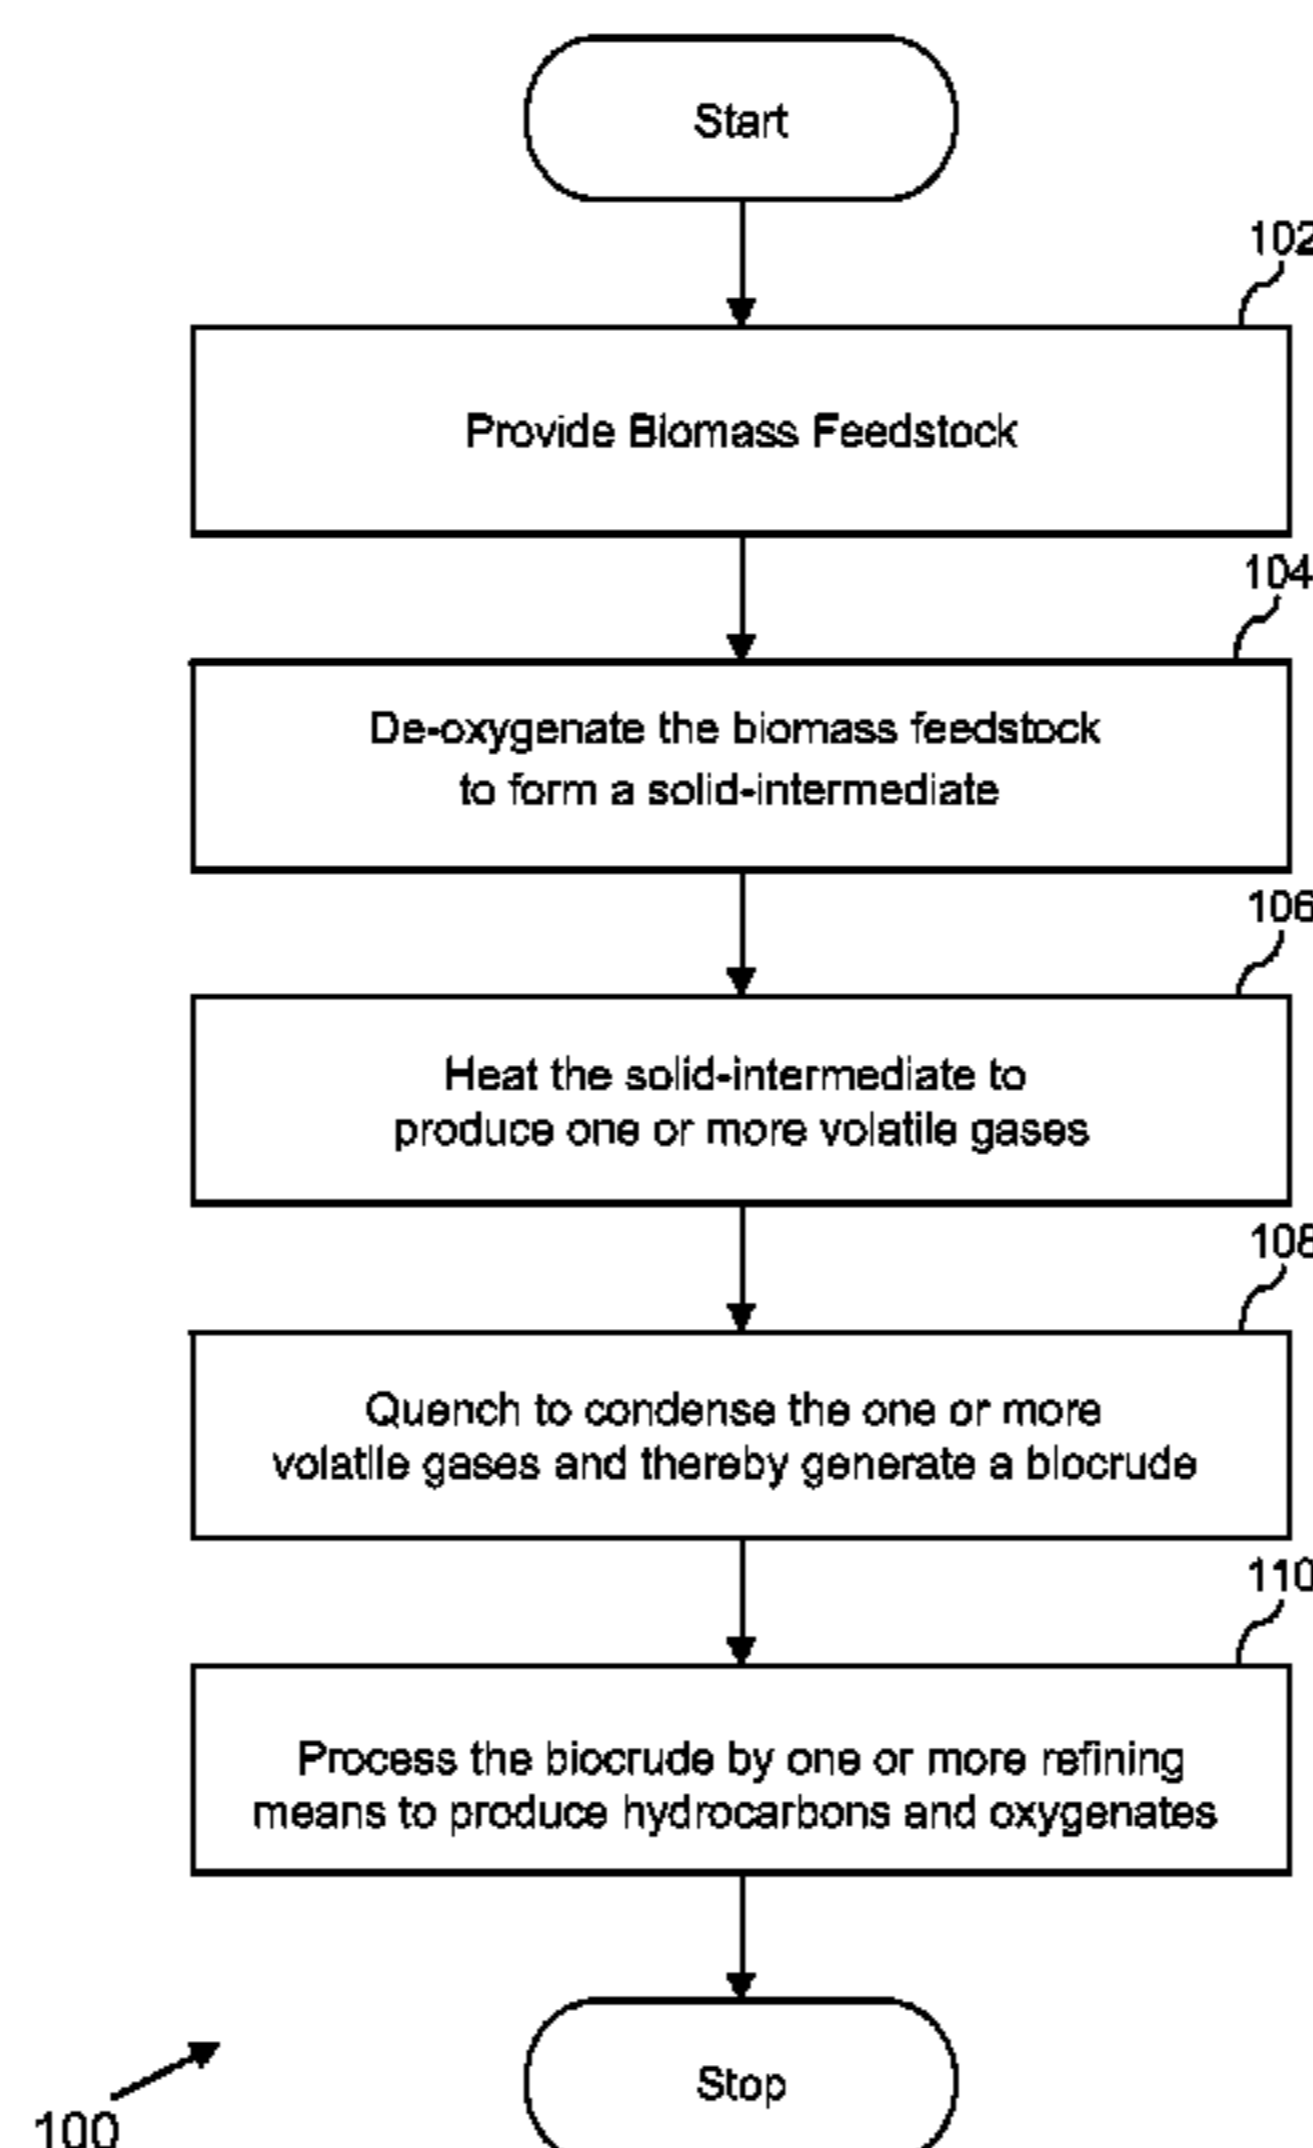 Start
102
Provide Biomass Feedstock
104
De-oxygenate the biomass feedstock
to form a solid-intermediate
106
Heat the solid-intermediate to
produce one or more volatile gases
108
Quench to condense the one or more
volatile gases and thereby generate a biocrude
110
Process the biocrude by one or more refining
means to produce hydrocarbons and oxygenates
Stop
100